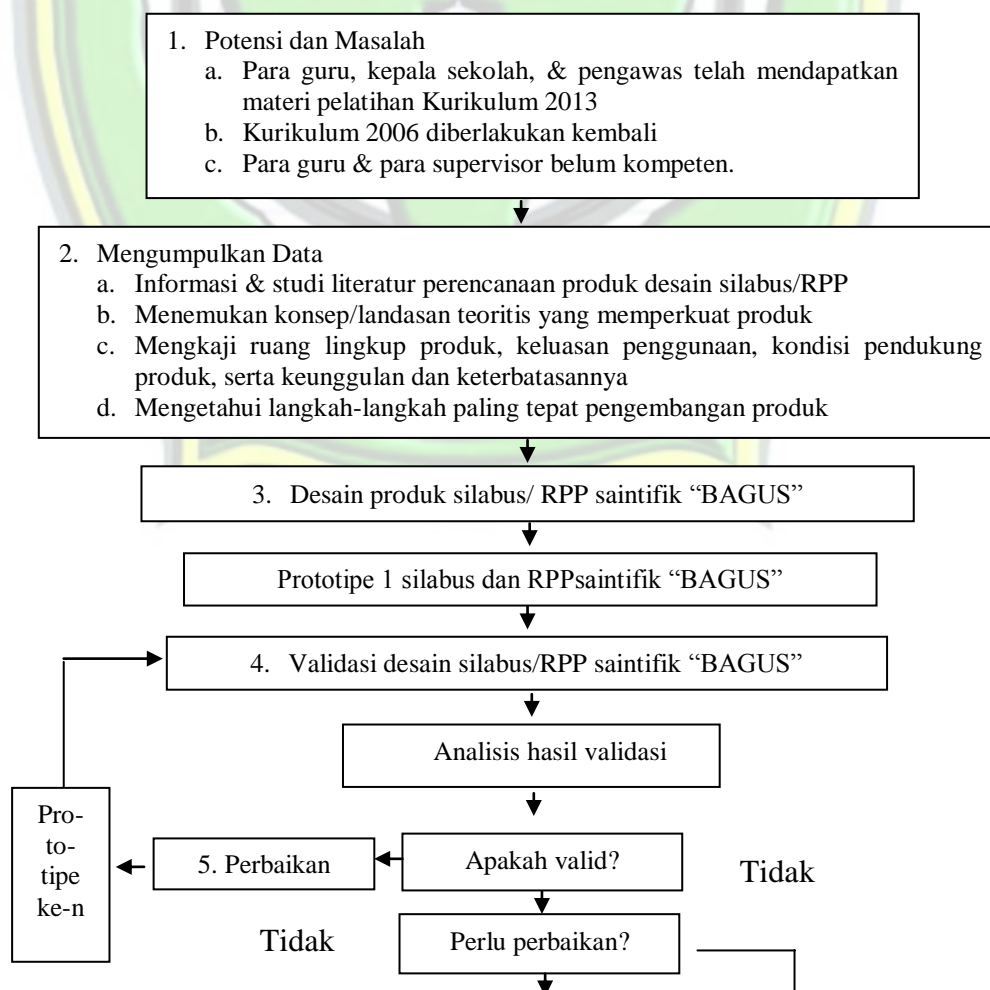 1. Potensi dan Masalah
a. Para guru, kepala sekolah, & pengawas telah mendapatkan
materi pelatihan Kurikulum 2013
b. Kurikulum 2006 diberlakukan kembali
c. Para guru & para supervisor belum kompeten.
2. Mengumpulkan Data
a. Informasi & studi literatur perencanaan produk desain silabus/RPP
b. Menemukan konsep/landasan teoritis yang memperkuat produk
c. Mengkaji ruang lingkup produk, keluasan penggunaan, kondisi pendukung
produk, serta keunggulan dan keterbatasannya
d. Mengetahui langkah-langkah paling tepat pengembangan produk
3. Desain produk silabus/ RPP saintifik “BAGUS”
Prototipe 1 silabus dan RPPsaintifik “BAGUS”
4. Validasi desain silabus/RPP saintifik “BAGUS”
Analisis hasil validasi
Pro-
to-
tipe
ke-n
5. Perbaikan
Apakah valid?
Tidak
Tidak
Perlu perbaikan?